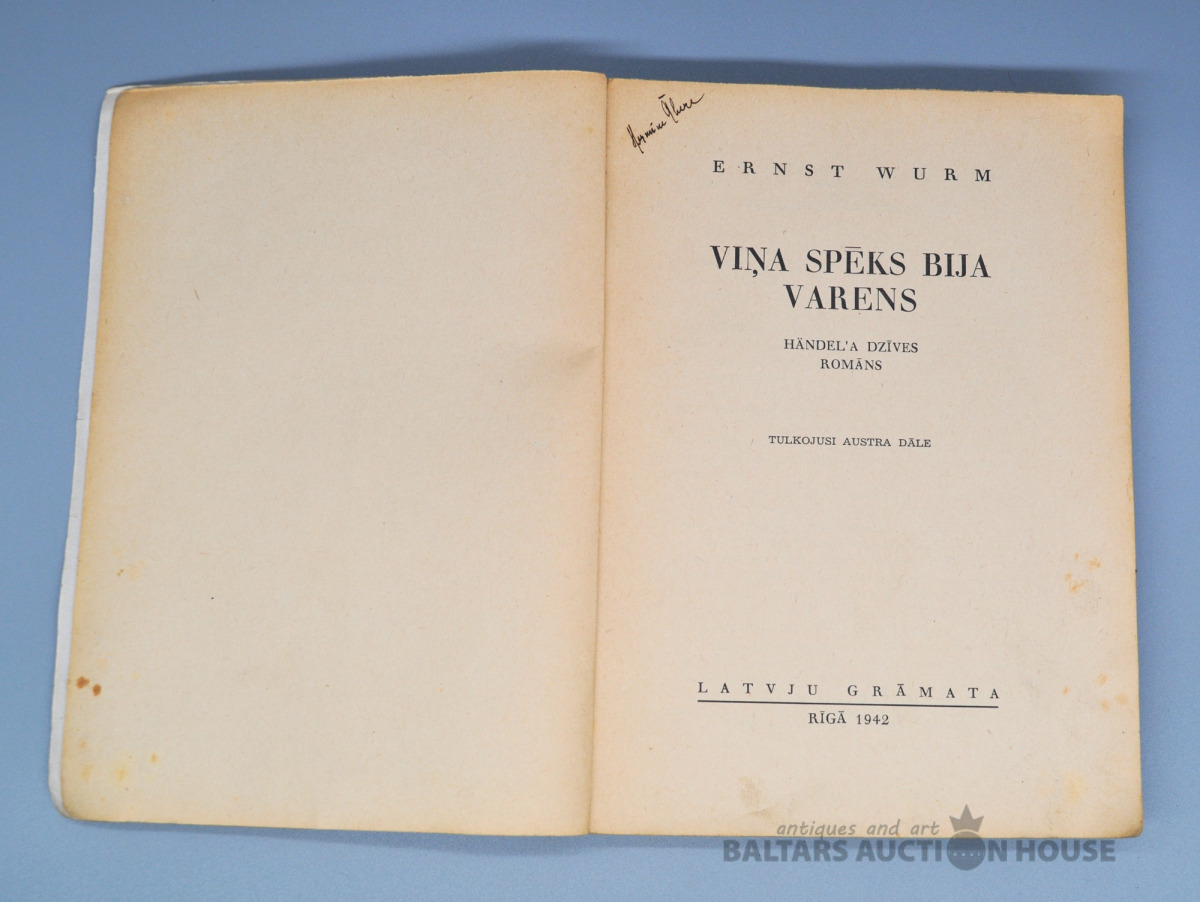 ERNST WURM
VIŅA SPĒKS BIJA
VARENS
HÄNDEL'A DZĪVES
ROMĀNS
TULKOJUSI AUSTRA DĀLE
LATVJU GRĀMATA
RĪGĀ 1942
antiques and art
BALTARS AUCTION HOUSE